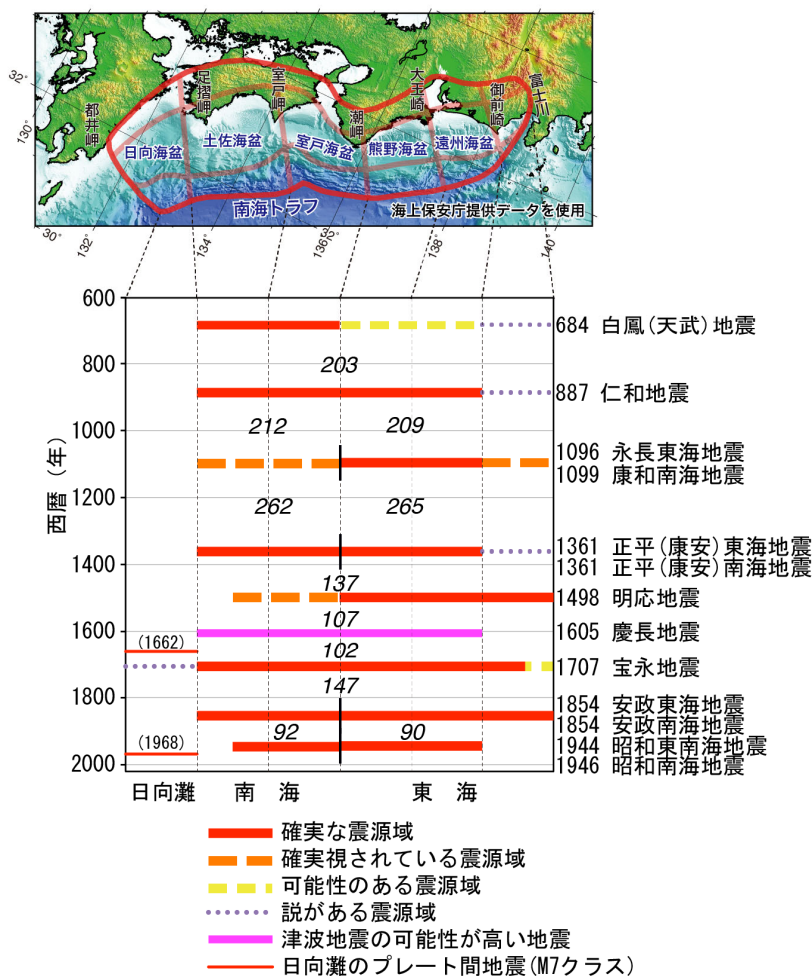 32°
130°
都井岬
足摺岬
室戸岬
潮岬
大王崎
御前崎
富士川
日向海盆
土佐海盆
室戸海盆
熊野海盆
遠州海盆
南海トラフ
海上保安庁提供データを使用
30°
132°
134°
136°
32°
138°
140°
西暦(年)
600
800
1000
1200
1400
1600
1800
2000
203
212
209
262
265
137
107
102
147
92
90
(1662)
(1968)
684 白鳳(天武)地震
887 仁和地震
1096 永長東海地震
1099 康和南海地震
1361 正平(康安)東海地震
1361 正平(康安)南海地震
1498 明応地震
1605 慶長地震
1707 宝永地震
1854 安政東海地震
1854 安政南海地震
1944 昭和東南海地震
1946 昭和南海地震
日向灘 南海 東海
確実な震源域
確実視されている震源域
可能性のある震源域
説がある震源域
津波地震の可能性が高い地震
日向灘のプレート間地震(M7クラス)